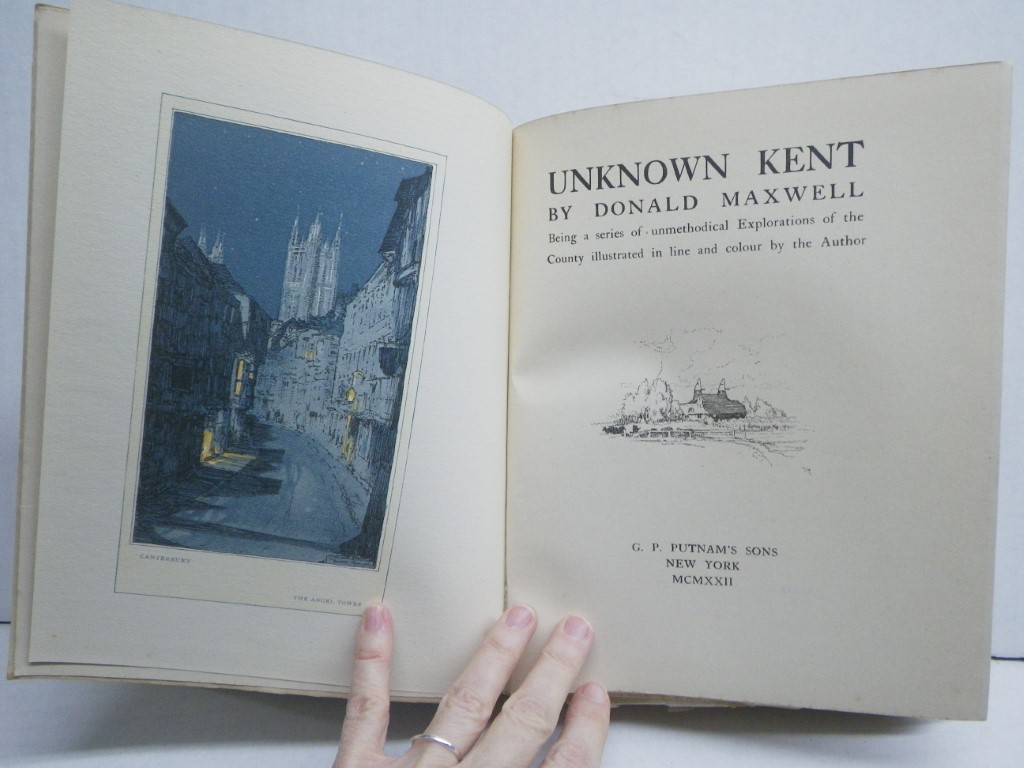 CANTERBURY
THE ANGEL TOWER
UNKNOWN KENT
BY DONALD MAXWELL
Being a series of unmethodical Explorations of the
County illustrated in line and colour by the Author
G. P. PUTNAM'S SONS
NEW YORK
MCMXXII